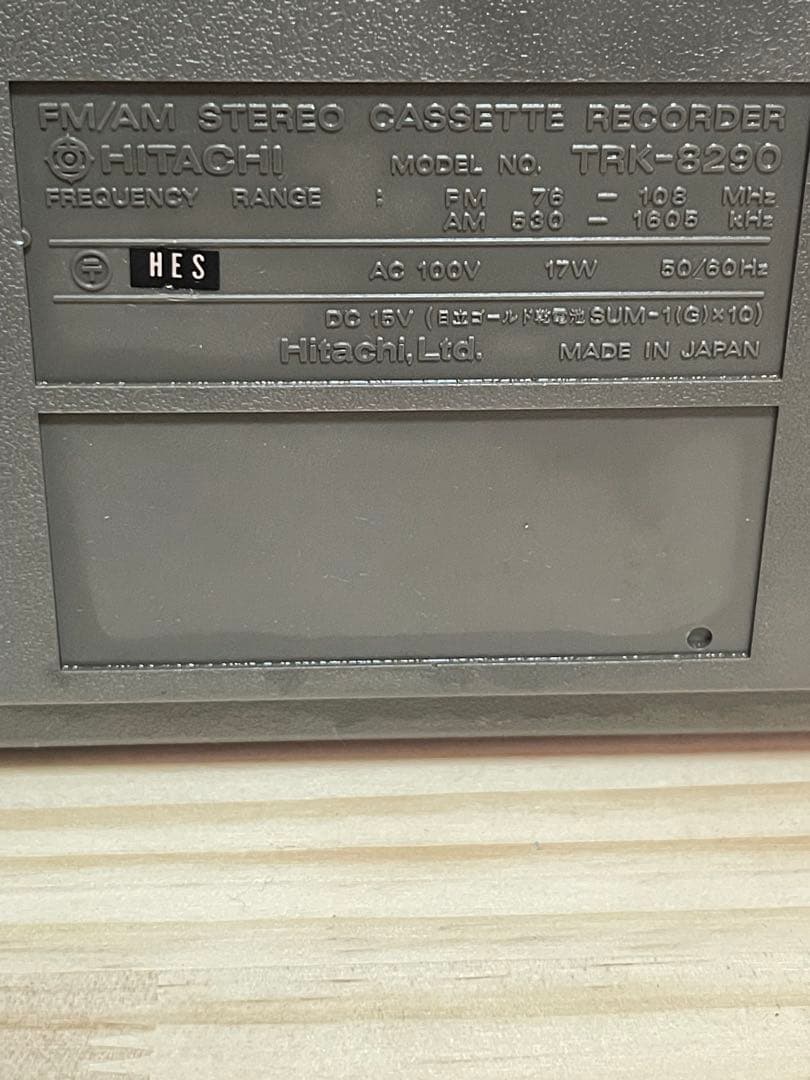 FM/AM STEREO CASSETTE RECORDER
HITACHI MODEL NO. TRK-8290
FREQUENCY RANGE : FM 76 - 108 MHz
AM 530 - 1605 kHz
HES AC 100V 17W 50/60Hz
DC 15V (日立ゴールド乾電池 SUM-1(G)×10)
Hitachi, Ltd. MADE IN JAPAN